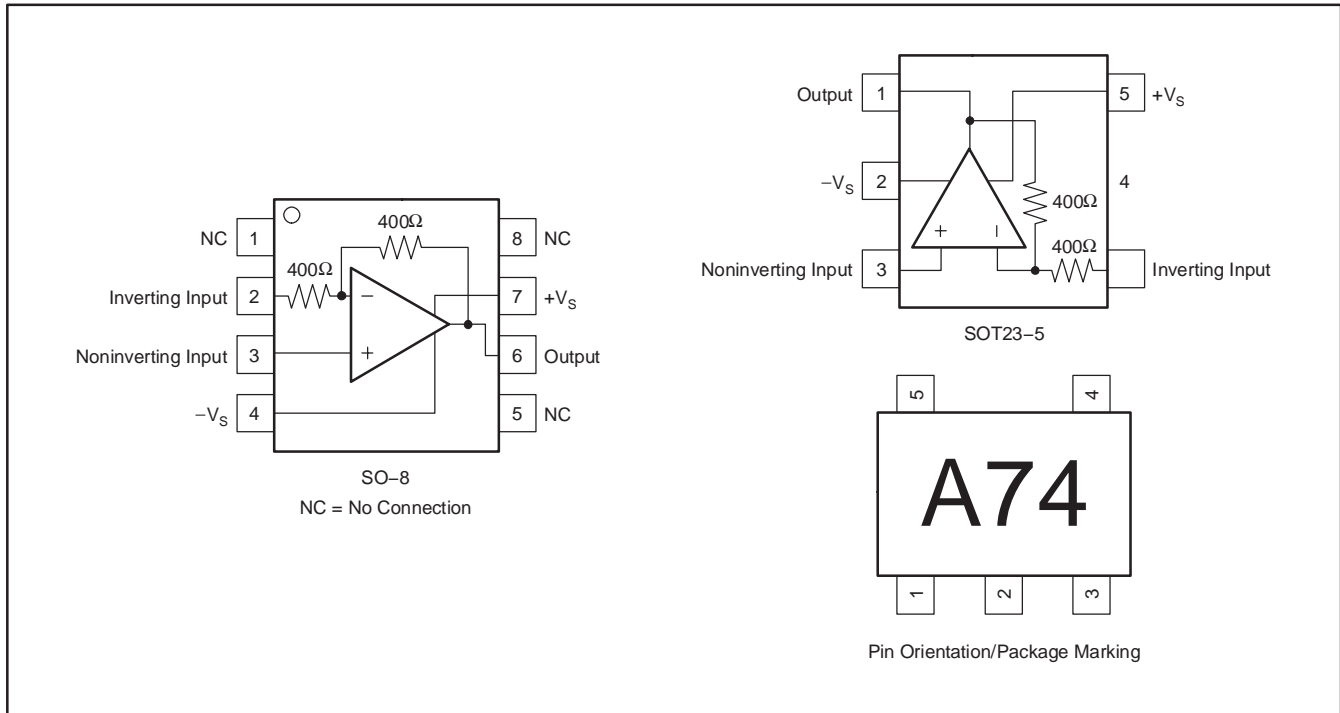 NC 1
Inverting Input 2
Noninverting Input 3
−VS 4
400Ω
400Ω
−
+
8 NC
7 +VS
6 Output
5 NC
SO−8
NC = No Connection
Output 1
−VS 2
Noninverting Input 3
+
−
400Ω
400Ω
5 +VS
4
Inverting Input
SOT23−5
5
4
A74
1
2
3
Pin Orientation/Package Marking